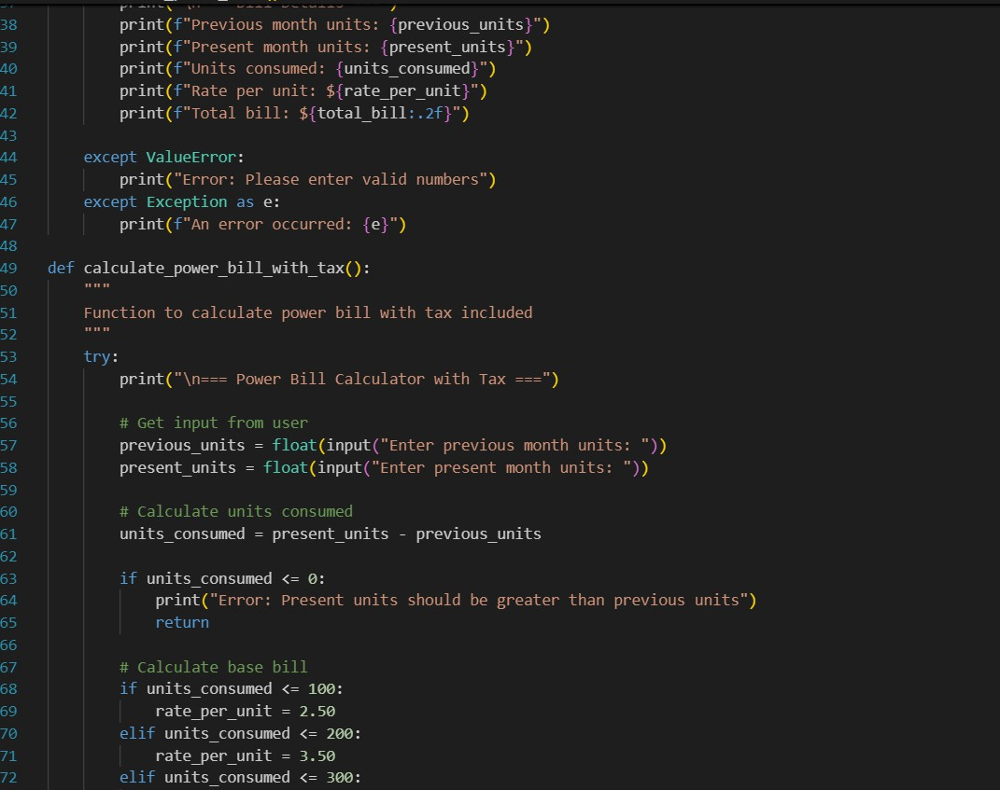 38 print(f"Previous month units: {previous_units}")
39 print(f"Present month units: {present_units}")
40 print(f"Units consumed: {units_consumed}")
41 print(f"Rate per unit: ${rate_per_unit}")
42 print(f"Total bill: ${total_bill:.2f}")
43
44 except ValueError:
45 print("Error: Please enter valid numbers")
46 except Exception as e:
47 print(f"An error occurred: {e}")
48
49 def calculate_power_bill_with_tax():
50 """
51 Function to calculate power bill with tax included
52 """
53 try:
54 print("\n=== Power Bill Calculator with Tax ===")
55
56 # Get input from user
57 previous_units = float(input("Enter previous month units: "))
58 present_units = float(input("Enter present month units: "))
59
60 # Calculate units consumed
61 units_consumed = present_units - previous_units
62
63 if units_consumed <= 0:
64 print("Error: Present units should be greater than previous units")
65 return
66
67 # Calculate base bill
68 if units_consumed <= 100:
69 rate_per_unit = 2.50
70 elif units_consumed <= 200:
71 rate_per_unit = 3.50
72 elif units_consumed <= 300: